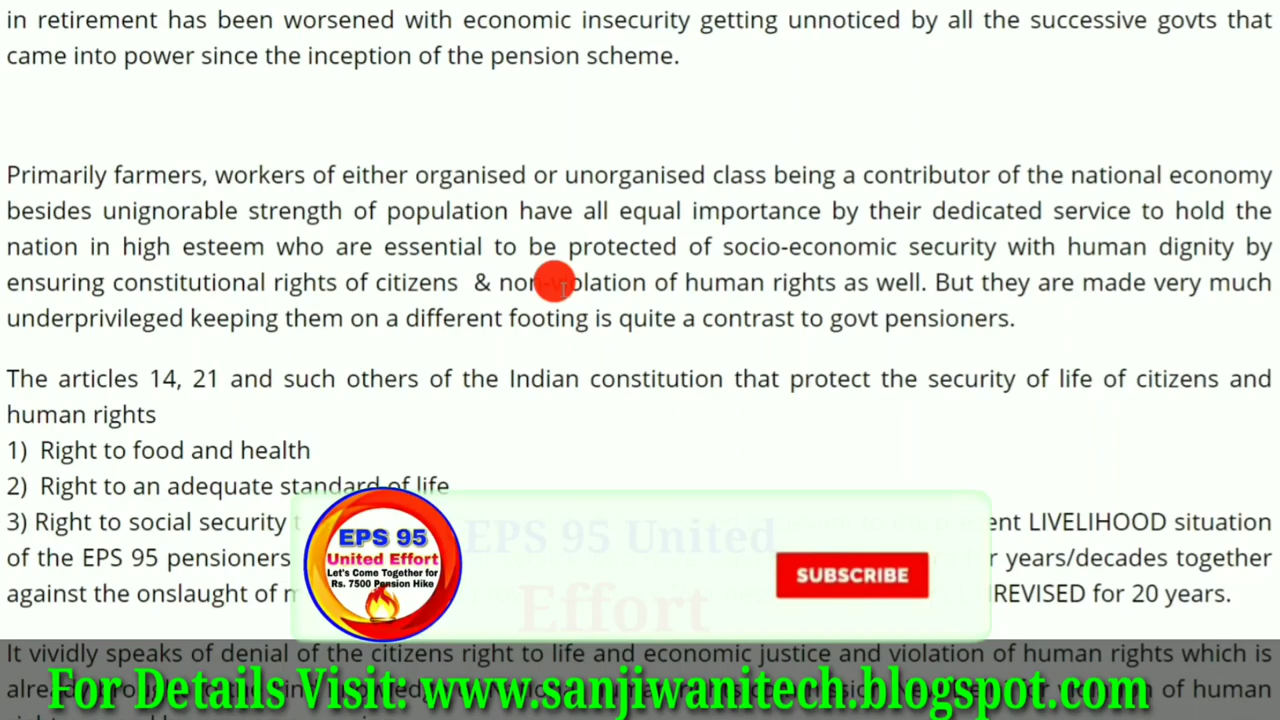 in retirement has been worsened with economic insecurity getting unnoticed by all the successive govts that
came into power since the inception of the pension scheme.
Primarily farmers, workers of either organised or unorganised class being a contributor of the national economy
besides unignorable strength of population have all equal importance by their dedicated service to hold the
nation in high esteem who are essential to be protected of socio-economic security with human dignity by
ensuring constitutional rights of citizens & non-violation of human rights as well. But they are made very much
underprivileged keeping them on a different footing is quite a contrast to govt pensioners.
The articles 14, 21 and such others of the Indian constitution that protect the security of life of citizens and
human rights
1) Right to food and health
2) Right to an adequate standard of life
3) Right to social security LIVELIHOOD situation
of the EPS 95 pensioners years/decades together
against the onslaught of for 20 years.
EPS 95 United
Effort
EPS 95
United Effort
Let's Come Together for
Rs. 7500 Pension Hike
SUBSCRIBE
It vividly speaks of denial of the citizens right to life and economic justice and violation of human rights which is
of human
For Details Visit: www.sanjiwanitech.blogspot.com